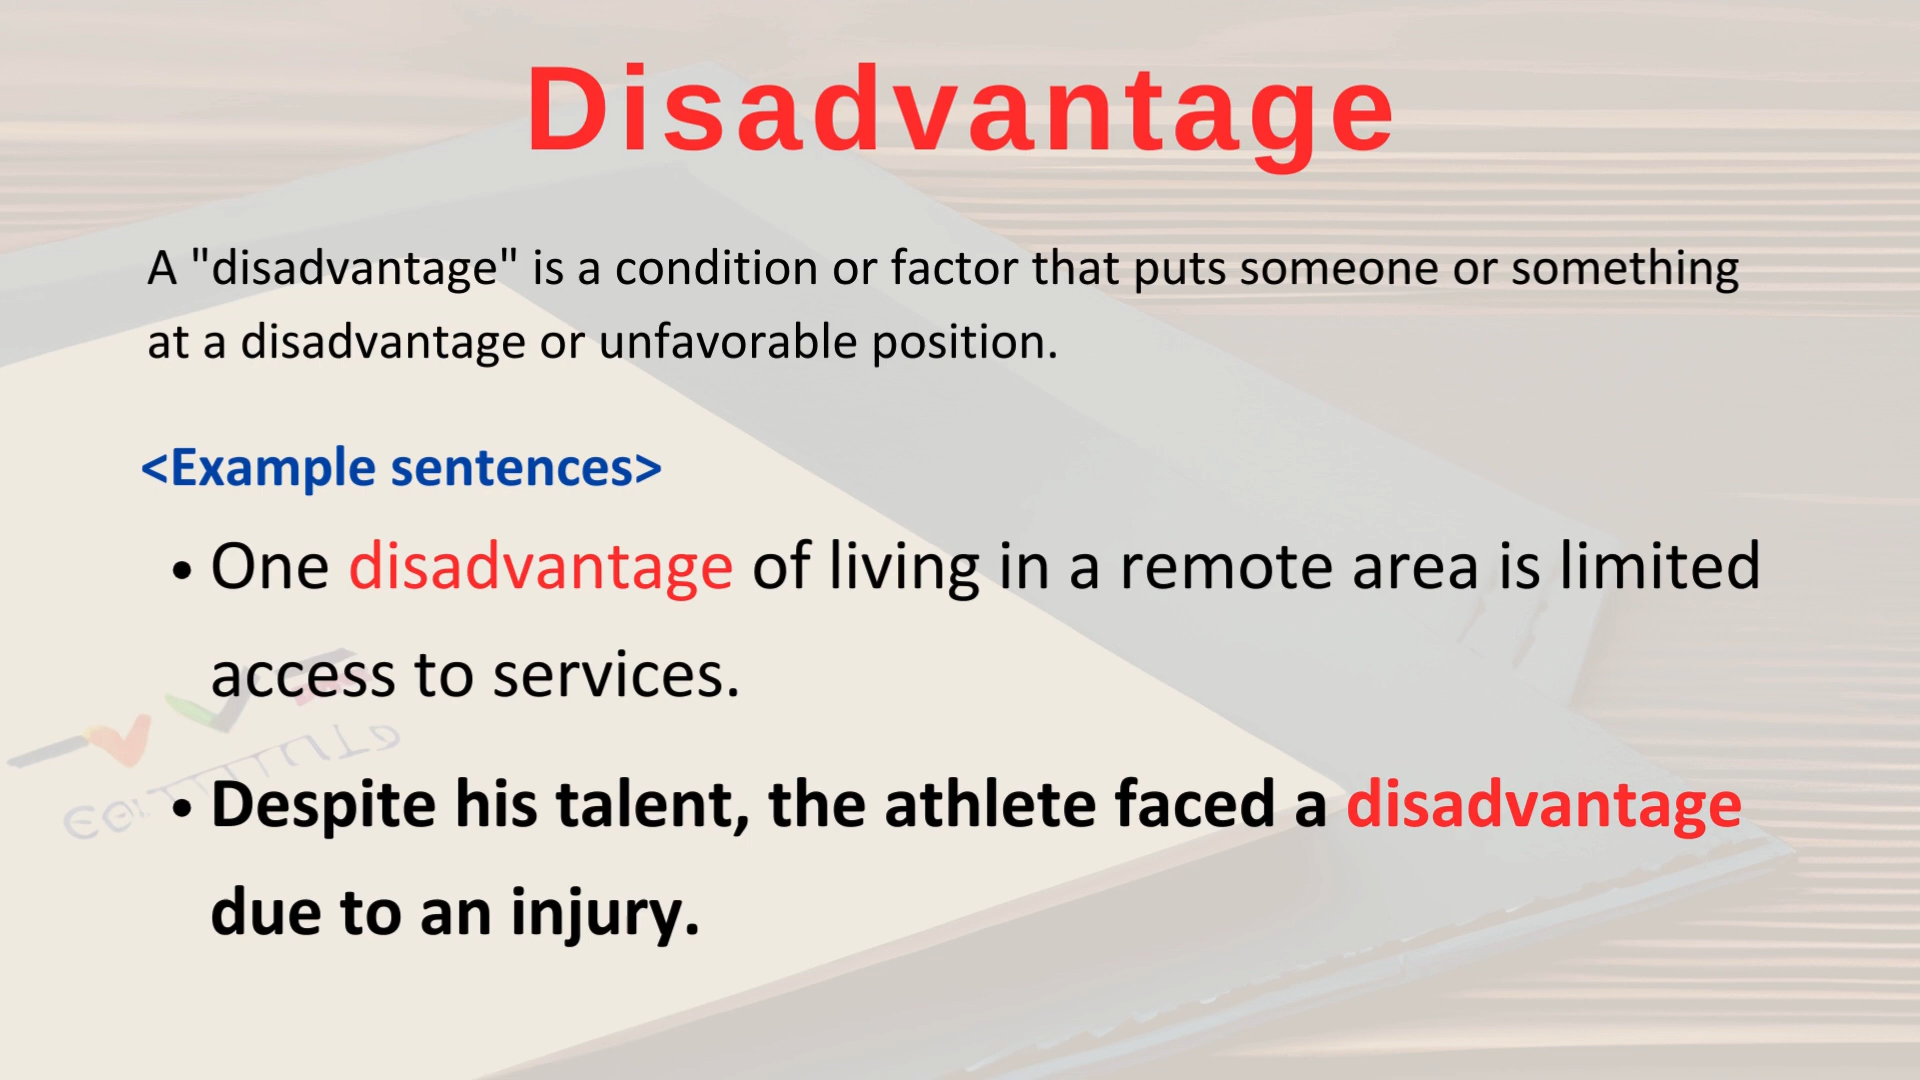 Disadvantage
A "disadvantage" is a condition or factor that puts someone or something
at a disadvantage or unfavorable position.
<Example sentences>
• One disadvantage of living in a remote area is limited
access to services.
• Despite his talent, the athlete faced a disadvantage
due to an injury.